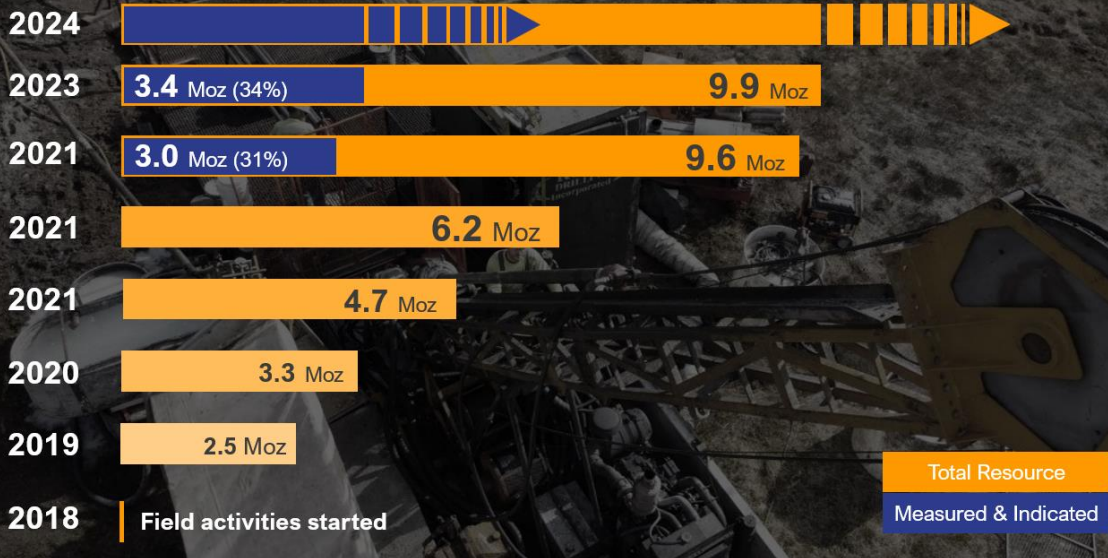 2024
2023
3.4 Moz (34%)
9.9 Moz
2021
3.0 Moz (31%)
9.6 Moz
2021
6.2 Moz
2021
4.7 Moz
2020
3.3 Moz
2019
2.5 Moz
2018
Field activities started
Total Resource
Measured & Indicated